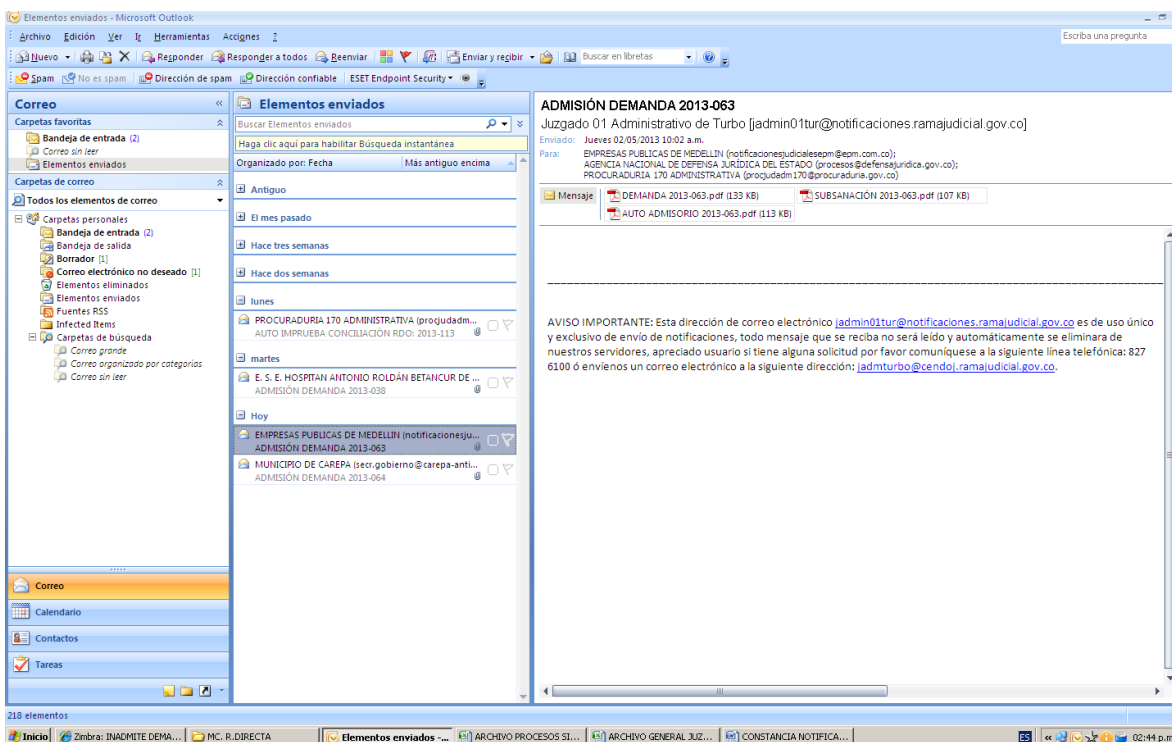 Elementos enviados - Microsoft Outlook
Archivo Edición Ver Ir Herramientas Acciones ?
Escriba una pregunta
Nuevo Responder Responder a todos Reenviar Enviar y recibir Buscar en libretas
Spam No es spam Dirección de spam Dirección confiable ESET Endpoint Security
Correo
Carpetas favoritas
Bandeja de entrada (2)
Correo sin leer
Elementos enviados
Carpetas de correo
Todos los elementos de correo
Carpetas personales
Bandeja de entrada (2)
Bandeja de salida
Borrador [1]
Correo electrónico no deseado [1]
Elementos eliminados
Elementos enviados
Fuentes RSS
Infected Items
Carpetas de búsqueda
Correo grande
Correo organizado por categorías
Correo sin leer
Correo
Calendario
Contactos
Tareas
Elementos enviados
Buscar Elementos enviados
Haga clic aquí para habilitar Búsqueda instantánea
Organizado por: Fecha Más antiguo encima
Antiguo
El mes pasado
Hace tres semanas
Hace dos semanas
lunes
PROCURADURIA 170 ADMINISTRATIVA (procjudadm...
AUTO IMPRUEBA CONCILIACIÓN RDO: 2013-113
martes
E. S. E. HOSPITAN ANTONIO ROLDÁN BETANCUR DE ...
ADMISIÓN DEMANDA 2013-038
Hoy
EMPRESAS PUBLICAS DE MEDELLIN (notificacionesju...
ADMISIÓN DEMANDA 2013-063
MUNICIPIO DE CAREPA (secr.gobierno@carepa-anti...
ADMISIÓN DEMANDA 2013-064
ADMISIÓN DEMANDA 2013-063
Juzgado 01 Administrativo de Turbo [jadmin01tur@notificaciones.ramajudicial.gov.co]
Enviado: Jueves 02/05/2013 10:02 a.m.
Para: EMPRESAS PUBLICAS DE MEDELLIN (notificacionesjudicialesepm@epm.com.co);
AGENCIA NACIONAL DE DEFENSA JURÍDICA DEL ESTADO (procesos@defensajuridica.gov.co);
PROCURADURIA 170 ADMINISTRATIVA (procjudadm170@procuraduria.gov.co)
Mensaje DEMANDA 2013-063.pdf (133 KB) SUBSANACIÓN 2013-063.pdf (107 KB)
AUTO ADMISORIO 2013-063.pdf (113 KB)
AVISO IMPORTANTE: Esta dirección de correo electrónico jadmin01tur@notificaciones.ramajudicial.gov.co es de uso único
y exclusivo de envío de notificaciones, todo mensaje que se reciba no será leído y automáticamente se eliminara de
nuestros servidores, apreciado usuario si tiene alguna solicitud por favor comuníquese a la siguiente línea telefónica: 827
6100 ó envíenos un correo electrónico a la siguiente dirección: jadmturbo@cendoj.ramajudicial.gov.co.
218 elementos
Inicio Zimbra: INADMITE DEMA... MC. R.DIRECTA Elementos enviados -... ARCHIVO PROCESOS SI... ARCHIVO GENERAL JUZ... CONSTANCIA NOTIFICA... ES 02:44 p.m